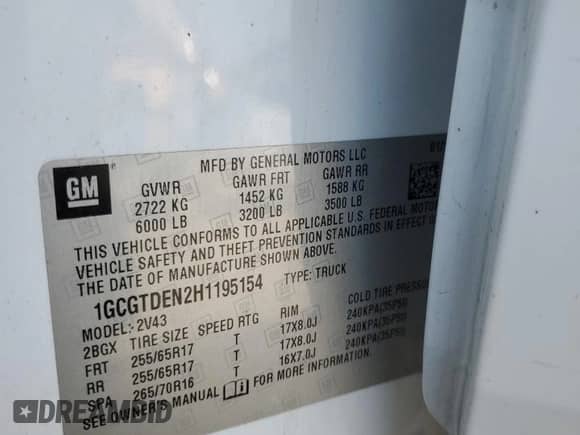 GM
MFD BY GENERAL MOTORS LLC
GVWR GAWR FRT GAWR RR
2722 KG 1452 KG 1588 KG
6000 LB 3200 LB 3500 LB
THIS VEHICLE CONFORMS TO ALL APPLICABLE U.S. FEDERAL MOTOR
VEHICLE SAFETY AND THEFT PREVENTION STANDARDS IN EFFECT
THE DATE OF MANUFACTURE SHOWN ABOVE.
1GCGTDEN2H1195154 TYPE: TRUCK
MODEL: 2V43
2BGX TIRE SIZE SPEED RTG RIM COLD TIRE PRESSU
FRT 255/65R17 T 17X8.0J 240KPA(35PSI)
RR 255/65R17 T 17X8.0J 240KPA(35PSI)
SPA 265/70R16 T 16X7.0J 240KPA(35PSI)
SEE OWNER'S MANUAL FOR MORE INFORMATION
DREAMBID